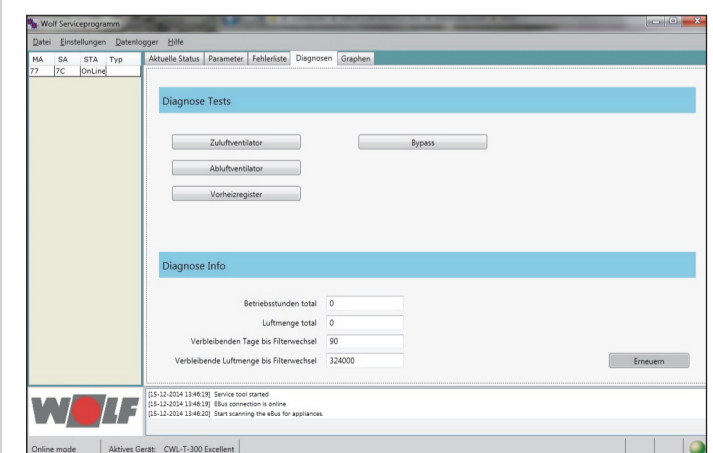 Wolf Serviceprogramm
Datei Einstellungen Datenlogger Hilfe
MA SA STA Typ
77 7C OnLine
Aktuelle Status Parameter Fehlerliste Diagnosen Graphen
Diagnose Tests
Zuluftventilator Bypass
Abluftventilator
Vorheizregister
Diagnose Info
Betriebsstunden total 0
Luftmenge total 0
Verbleibenden Tage bis Filterwechsel 90
Verbleibende Luftmenge bis Filterwechsel 324000
Erneuern
WOLF
[15-12-2014 13:46:19] Service tool started
[15-12-2014 13:46:19] EBus connection is online
[15-12-2014 13:46:20] Start scanning the eBus for appliances.
Online mode Aktives Gerät: CWL-T-300 Excellent